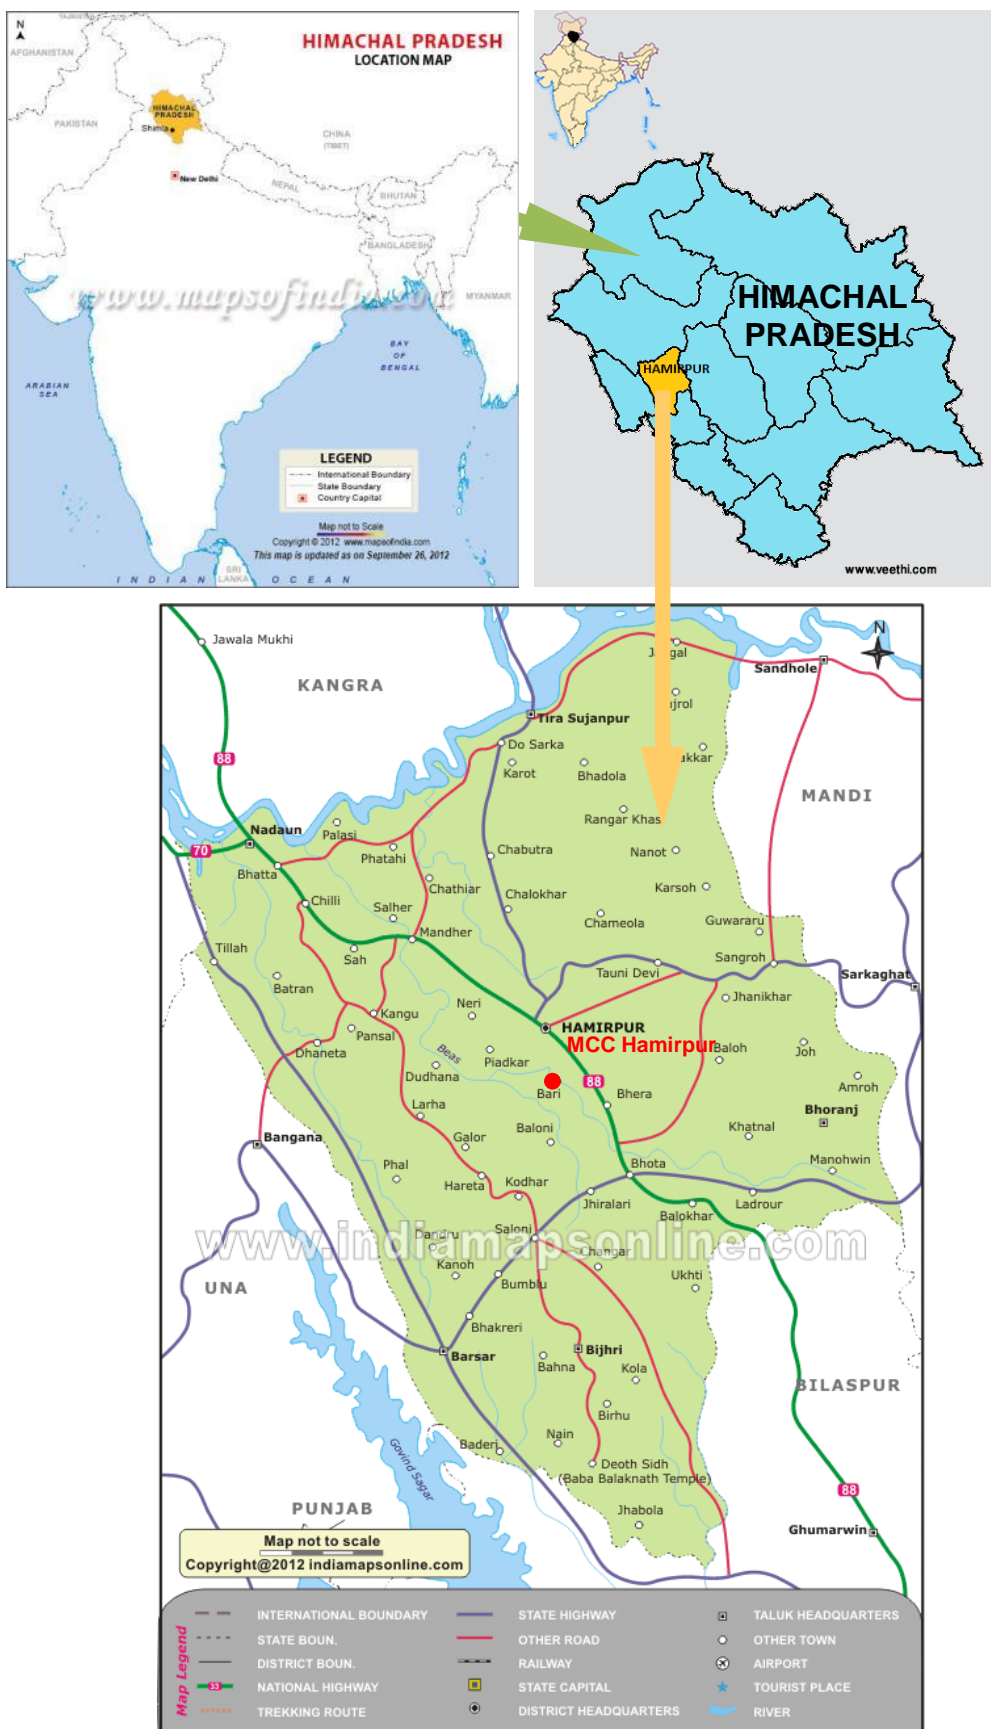 N
TAJIKISTAN
AFGHANISTAN
HIMACHAL PRADESH
LOCATION MAP
HIMACHAL
PRADESH
Shimla
PAKISTAN
CHINA
(TIBET)
New Delhi
NEPAL
BHUTAN
BANGLADESH
MYANMAR
www.mapsofindia.com
BAY
OF
BENGAL
ARABIAN
SEA
LEGEND
International Boundary
State Boundary
Country Capital
Map not to Scale
Copyright © 2012 www.mapsofindia.com
This map is updated as on September 26, 2012
SRI
LANKA
INDIAN OCEAN
HIMACHAL
PRADESH
HAMIRPUR
www.veethi.com
N
Jawala Mukhi
KANGRA
Sandhole
Tira Sujanpur
Do Sarka
Karot
Bhadola
88
MANDI
Rangar Khas
Nadaun
Palasi
70
Phatahi
Chabutra
Nanot
Bhatta
Chathiar
Karsoh
Chilli
Salher
Chalokhar
Chameola
Guwararu
Mandher
Tillah
Sah
Tauni Devi
Sangroh
Sarkaghat
Batran
Neri
Jhanikhar
Kangu
Pansal
HAMIRPUR
MCC Hamirpur
Dhaneta
Beas
Piadkar
Baloh
Joh
Dudhana
88
Bari
Bhera
Amroh
Larha
Bhoranj
Baloni
Khatnal
Bangana
Galor
Phal
Bhota
Manohwin
Hareta
Kodhar
Jhiralari
Ladrour
Balokhar
Saloni
www.indiamapsonline.com
Dandru
Changar
Kanoh
Ukhti
UNA
Bumblu
Bhakreri
Barsar
Bijhri
Bahna
Kola
BILASPUR
Birhu
Nain
Baderi
Govind Sagar
Deoth Sidh
(Baba Balaknath Temple)
88
PUNJAB
Jhabola
Ghumarwin
Map not to scale
Copyright@2012 indiamapsonline.com
Map Legend
INTERNATIONAL BOUNDARY
STATE HIGHWAY
TALUK HEADQUARTERS
STATE BOUN.
OTHER ROAD
OTHER TOWN
DISTRICT BOUN.
RAILWAY
AIRPORT
33
NATIONAL HIGHWAY
STATE CAPITAL
TOURIST PLACE
TREKKING ROUTE
DISTRICT HEADQUARTERS
RIVER